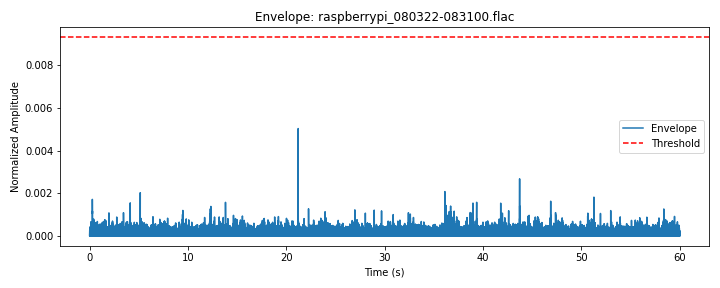 Envelope: raspberrypi_080322-083100.flac
Normalized Amplitude
0.008
0.006
0.004
0.002
0.000
Envelope
Threshold
0
10
20
30
40
50
60
Time (s)